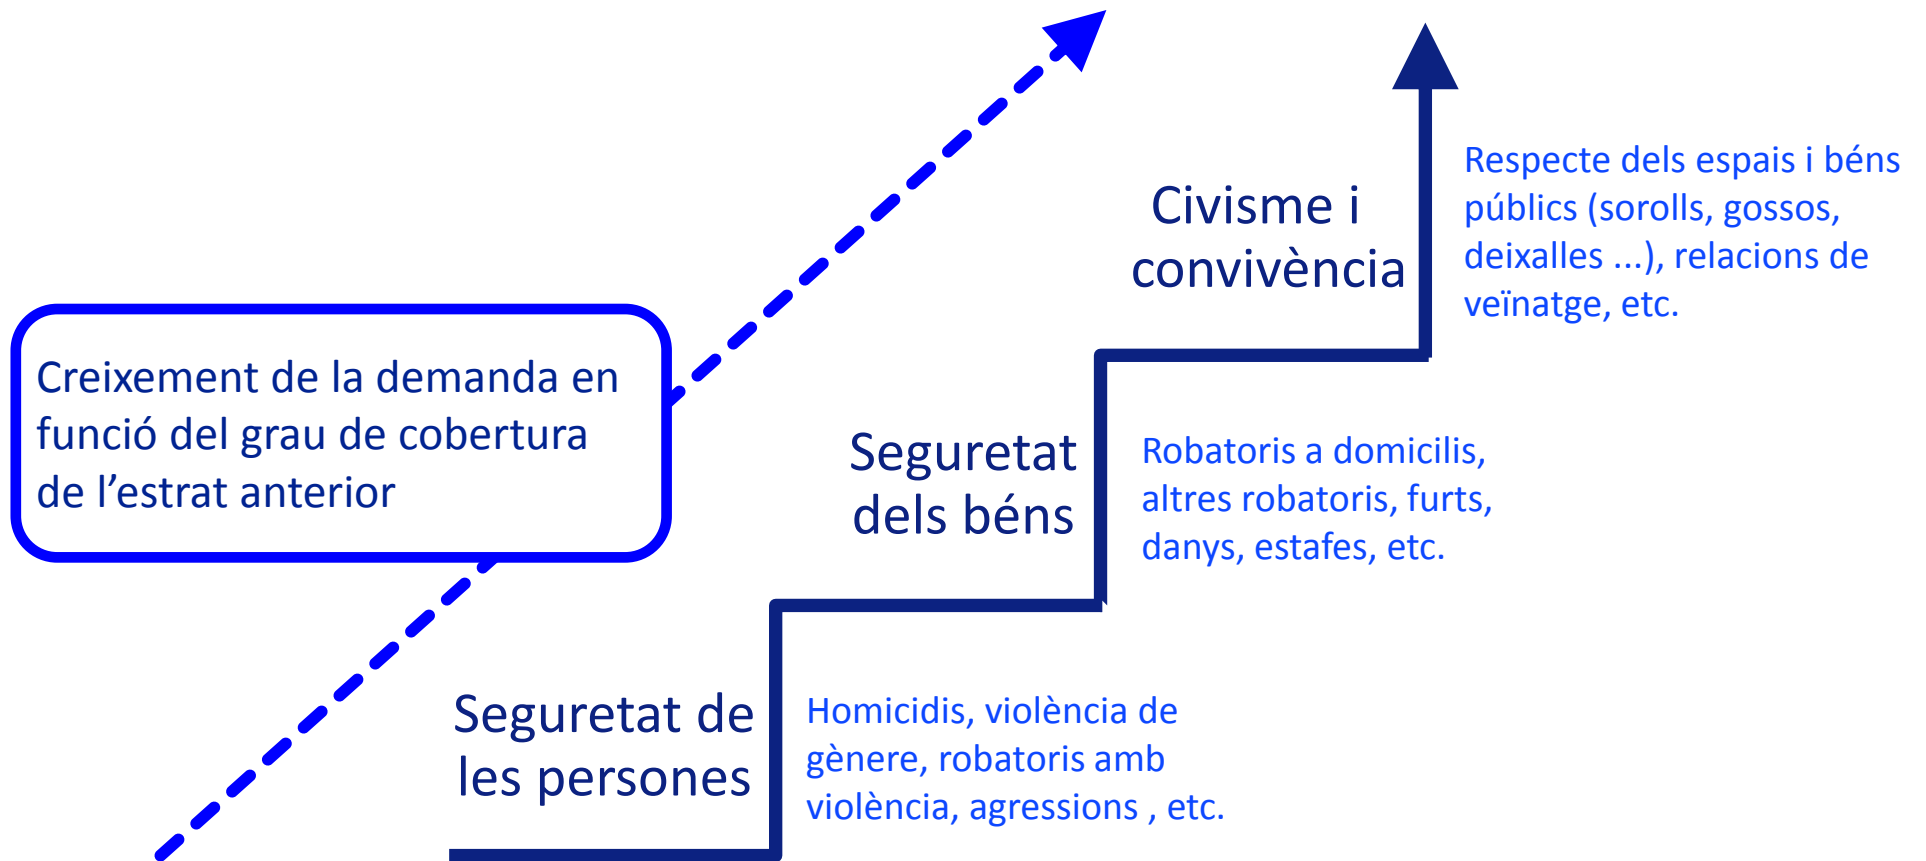 Civisme i
convivència
Respecte dels espais i béns
públics (sorolls, gossos,
deixalles ...), relacions de
veïnatge, etc.
Creixement de la demanda en
funció del grau de cobertura
de l’estrat anterior
Seguretat
dels béns
Robatoris a domicilis,
altres robatoris, furts,
danys, estafes, etc.
Seguretat de
les persones
Homicidis, violència de
gènere, robatoris amb
violència, agressions , etc.